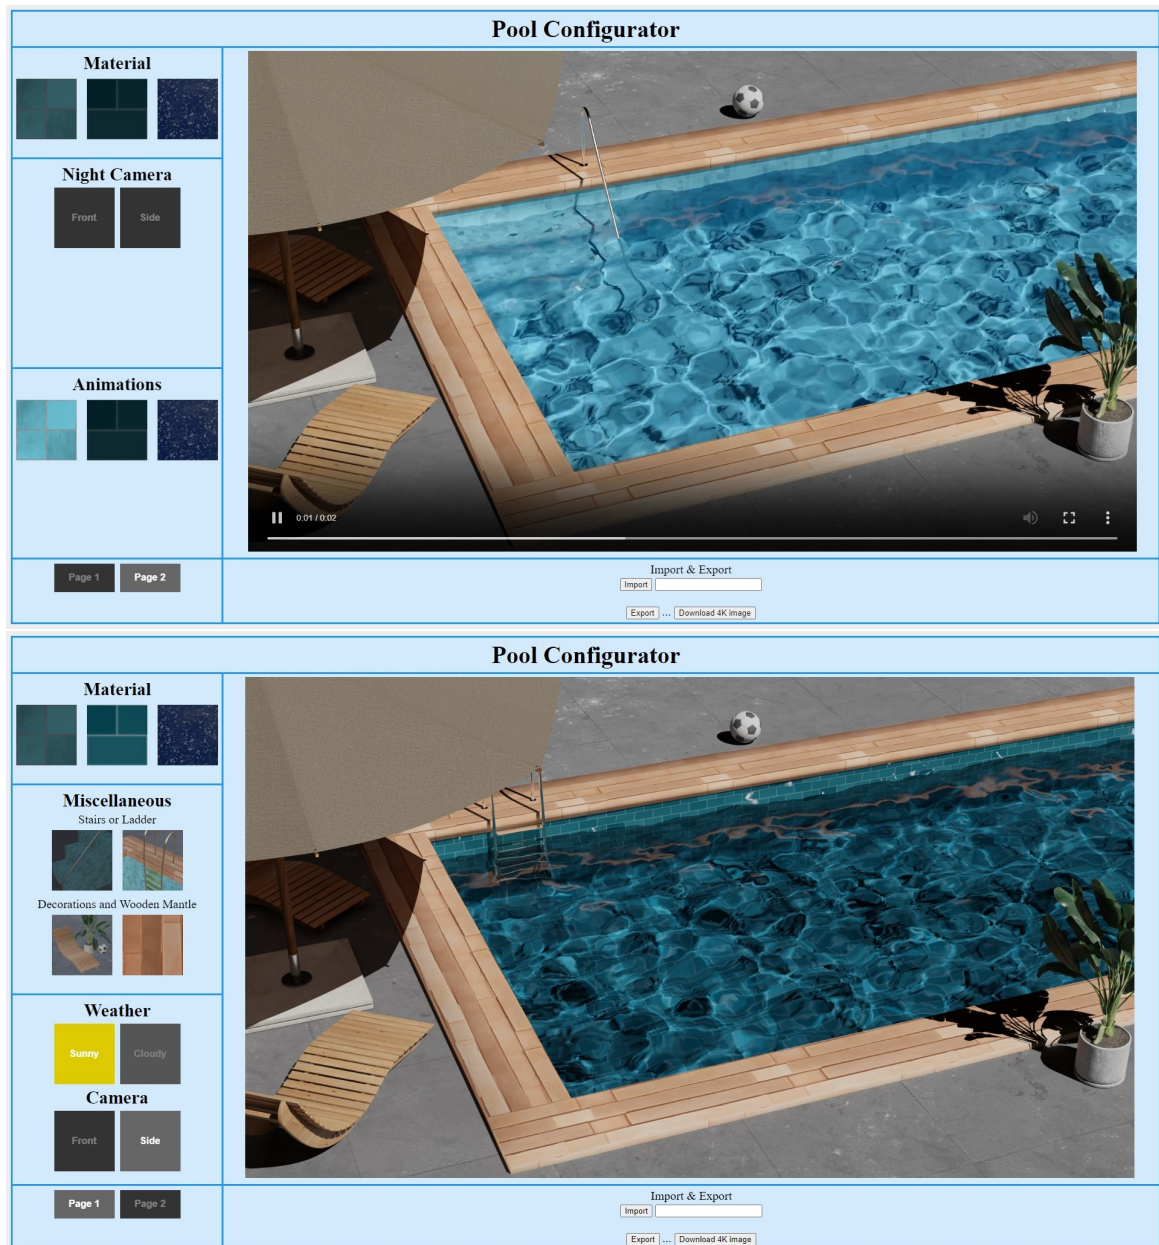 Pool Configurator
Material
Night Camera
Front Side
Animations
0:01 / 0:02
Page 1 Page 2
Import & Export
Import
Export ... Download 4K image
Pool Configurator
Material
Miscellaneous
Stairs or Ladder
Decorations and Wooden Mantle
Weather
Sunny Cloudy
Camera
Front Side
Page 1 Page 2
Import & Export
Import
Export ... Download 4K image